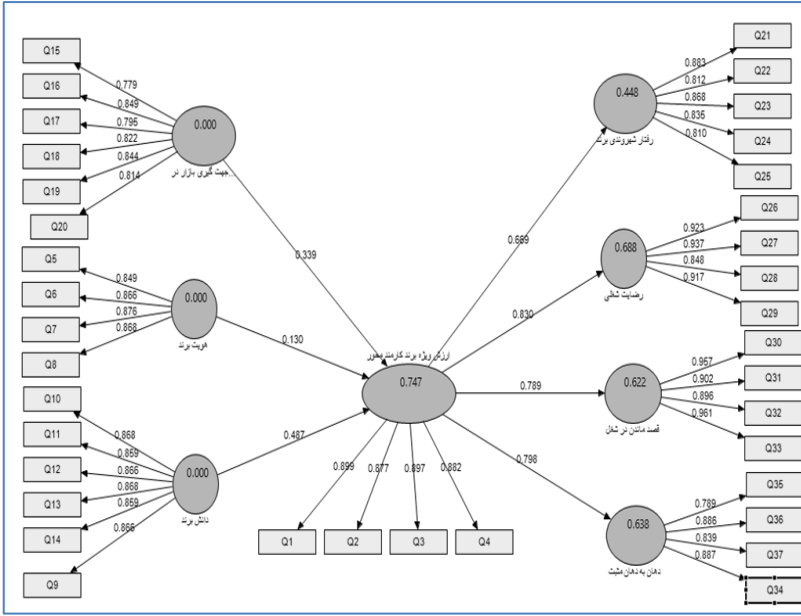 Q15
Q16
Q17
Q18
Q19
Q20
0.779
0.849
0.795
0.822
0.844
0.814
0.000
جهت گیری بازار در...
0.339
Q5
Q6
Q7
Q8
0.849
0.866
0.876
0.868
0.000
هویت برند
0.130
Q10
Q11
Q12
Q13
Q14
Q9
0.868
0.859
0.866
0.868
0.859
0.866
0.000
دانش برند
0.487
ارزش ویژه برند کارمند محور
0.747
0.899
0.877
0.897
0.882
Q1
Q2
Q3
Q4
0.669
0.448
رفتار شهروندی برند
0.883
0.812
0.868
0.835
0.810
Q21
Q22
Q23
Q24
Q25
0.830
0.688
رضایت شغلی
0.923
0.937
0.848
0.917
Q26
Q27
Q28
Q29
0.789
0.622
قصد ماندن در شغل
0.957
0.902
0.896
0.961
Q30
Q31
Q32
Q33
0.798
0.638
دهان به دهان مثبت
0.789
0.886
0.839
0.887
Q35
Q36
Q37
Q34